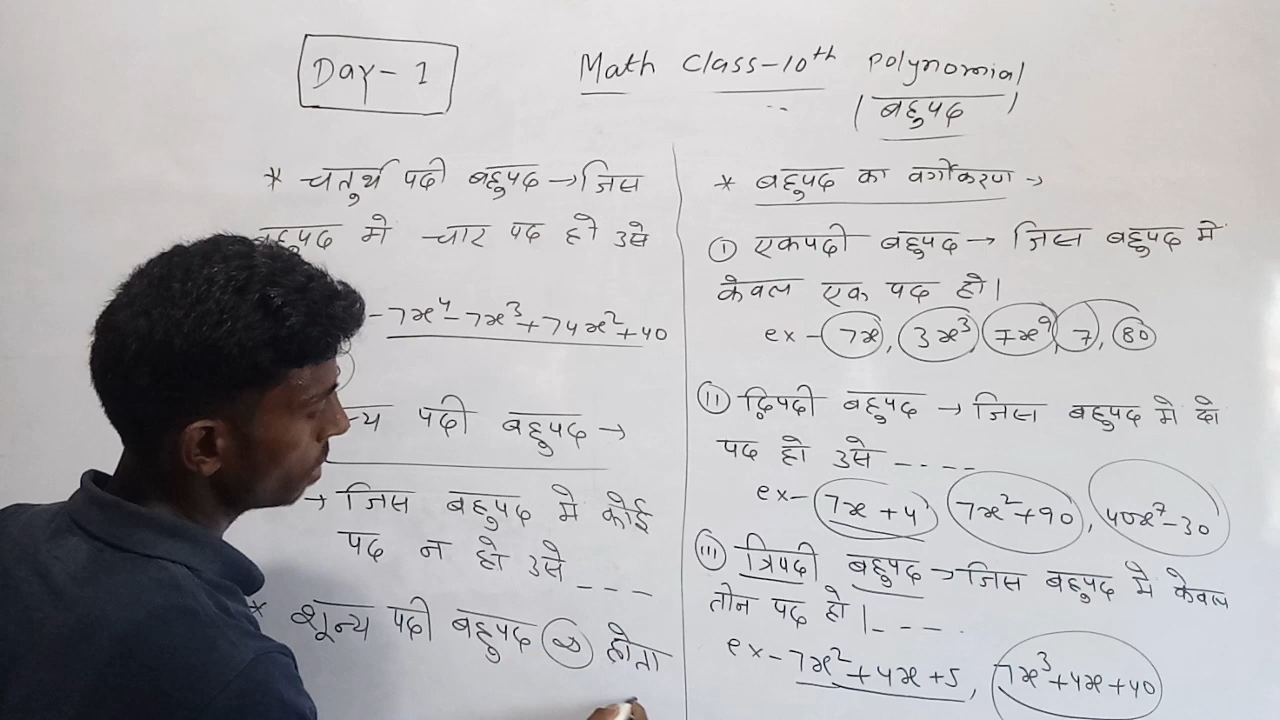 Day-1
Math Class-10th Polynomial
(बहुपद)
* चतुर्थ पदी बहुपद → जिस
बहुपद मे चार पद हो उसे
- 7x⁴-7x³+74x²+40
पदी बहुपद →
→ जिस बहुपद मे कोई
पद न हो उसे ----
* शून्य पदी बहुपद होता
* बहुपद का वर्गीकरण →
(I) एकपदी बहुपद → जिस बहुपद मे
केवल एक पद हो।
ex - 7x, 3x³, 7x⁹, 7, 80
(II) द्विपदी बहुपद → जिस बहुपद मे दो
पद हो उसे ----
ex- 7x+4, 7x²+90, 40x⁷-30
(III) त्रिपदी बहुपद → जिस बहुपद मे केवल
तीन पद हो।---
ex- 7x²+4x+5, 7x³+4x+40